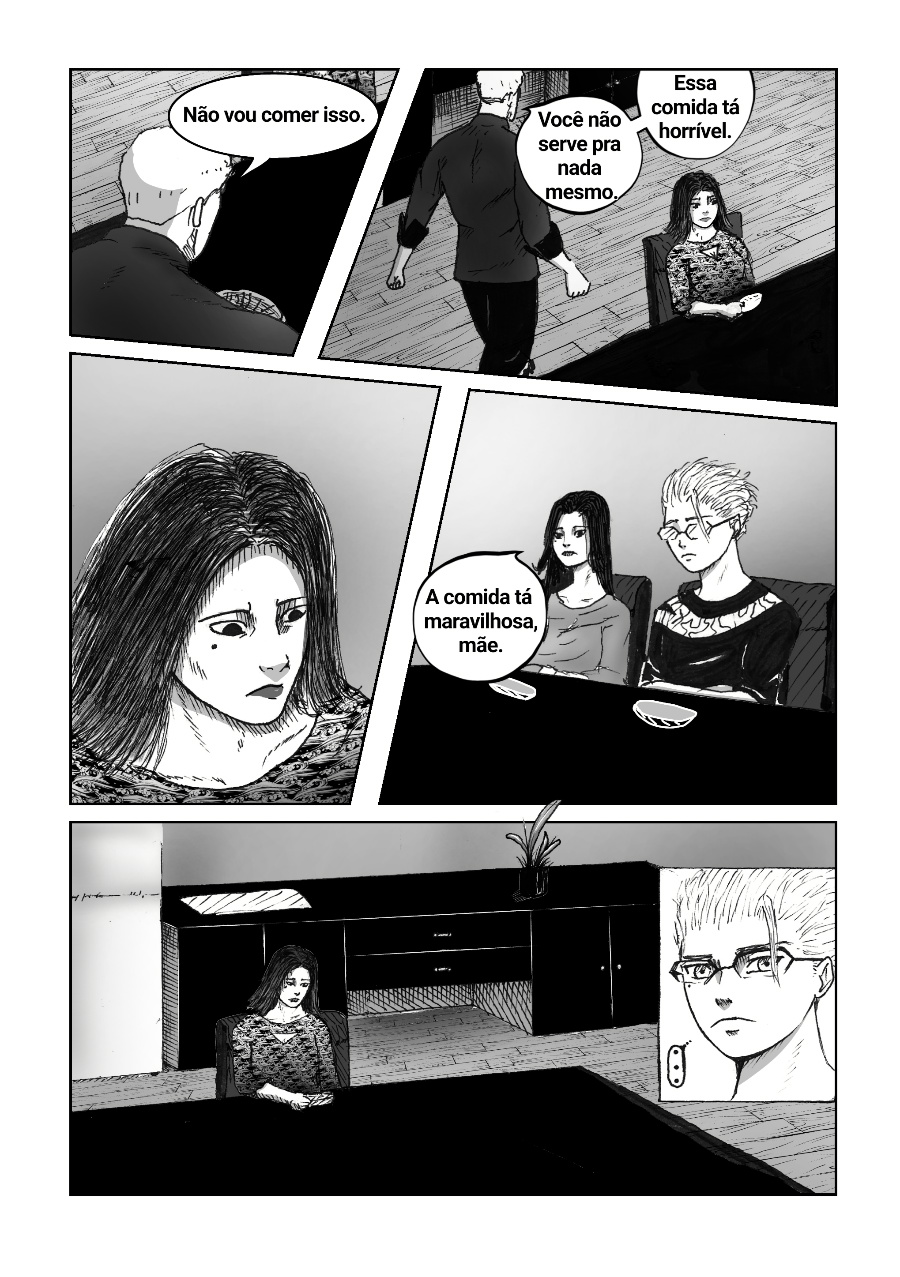 Não vou comer isso.
Essa
comida tá
horrível.
Você não
serve pra
nada
mesmo.
A comida tá
maravilhosa,
mãe.